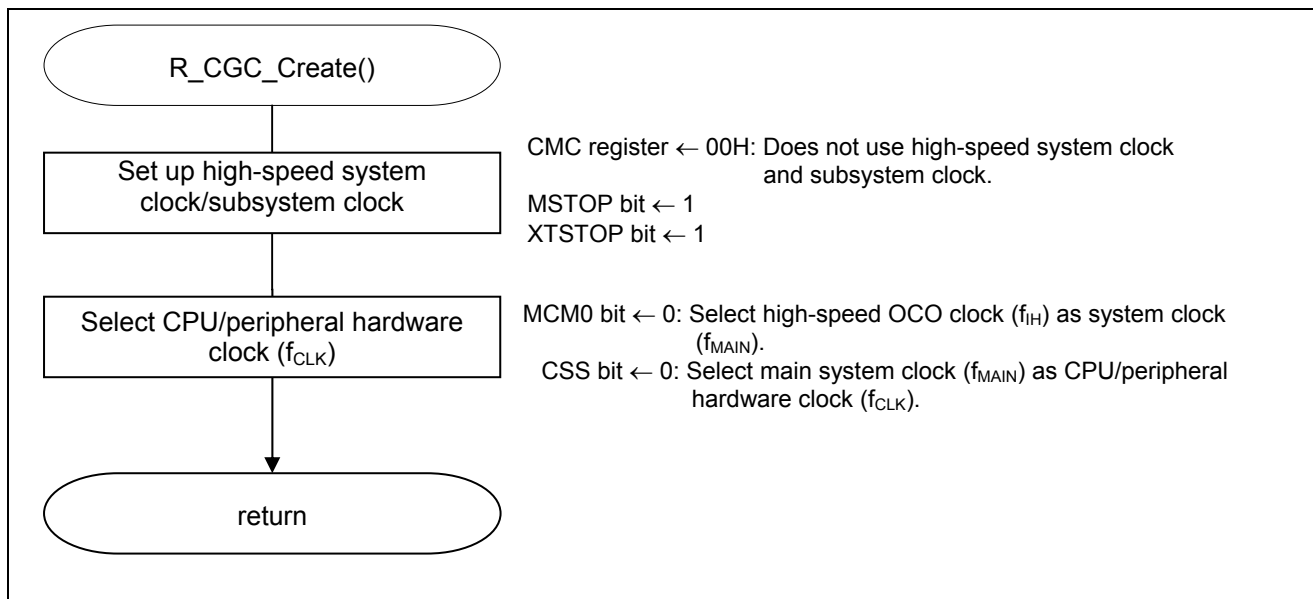 R_CGC_Create()
Set up high-speed system
clock/subsystem clock
CMC register ← 00H: Does not use high-speed system clock
and subsystem clock.
MSTOP bit ← 1
XTSTOP bit ← 1
Select CPU/peripheral hardware
clock (fCLK)
MCM0 bit ← 0: Select high-speed OCO clock (fIH) as system clock
(fMAIN).
CSS bit ← 0: Select main system clock (fMAIN) as CPU/peripheral
hardware clock (fCLK).
return